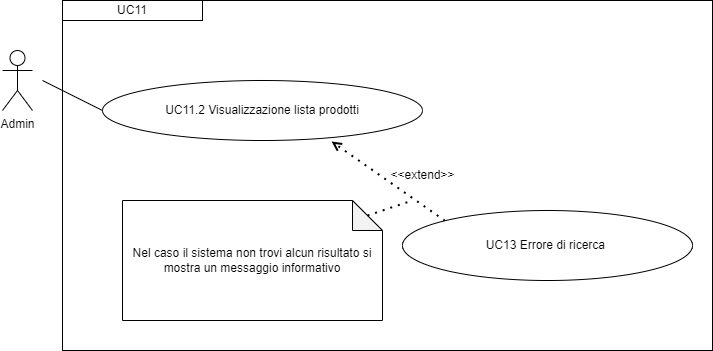 UC11
UC11.2 Visualizzazione lista prodotti
Admin
<<extend>>
Nel caso il sistema non trovi alcun risultato si
mostra un messaggio informativo
UC13 Errore di ricerca